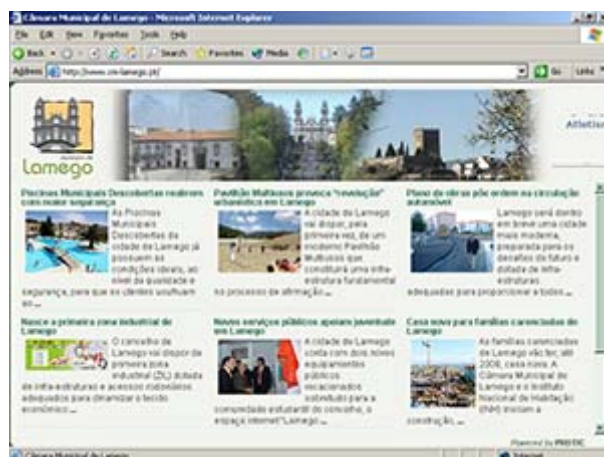 Câmara Municipal de Lamego - Microsoft Internet Explorer
File Edit View Favorites Tools Help
Back Search Favorites Media
Address http://www.cm-lamego.pt/ Go Links
Lamego
Atletis
Piscinas Municipais Descobertas reabrem
com maior segurança
As Piscinas
Municipais
Descobertas da
cidade de Lamego já
possuem as
condições ideais, ao
nível da qualidade e
segurança, para que os utentes usufruam
ao ...
Pavilhão Multiusos provoca "revolução"
urbanística em Lamego
A cidade de Lamego
vai dispor, pela
primeira vez, de um
moderno Pavilhão
Multiusos que
constituirá uma infra-
estrutura fundamental
no processo de afirmação ...
Plano de obras põe ordem na circulação
automóvel
Lamego será dentro
em breve uma cidade
mais moderna,
preparada para os
desafios do futuro e
dotada de infra-
estruturas
adequadas para proporcionar a todos ...
Nasce a primeira zona industrial de
Lamego
O concelho de
Lamego vai dispor da
primeira zona
industrial (ZIL) dotada
de infra-estruturas e acessos rodoviários
adequados para dinamizar o tecido
económico ...
Novos serviços públicos apoiam juventude
em Lamego
A cidade de Lamego
conta com dois novos
equipamentos
públicos
vocacionados
sobretudo para a
comunidade estudantil do concelho, o
espaço internet"Lamego ...
Casa nova para famílias carenciadas de
Lamego
As famílias carenciadas
de Lamego vão ter, até
2008, casa nova. A
Câmara Municipal de
Lamego e o Instituto
Nacional de Habitação
(INH) iniciam a
construção, ...
Powered by
Câmara Municipal de Lamego
Internet